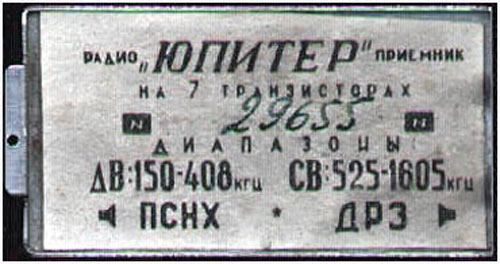 РАДИО „ЮПИТЕР" ПРИЕМНИК
НА 7 ТРАНЗИСТОРАХ
N 29655 N
ДИАПАЗОНЫ
ДВ:150-408КГЦ СВ:525-1605КГЦ
ПСНХ * ДРЗ